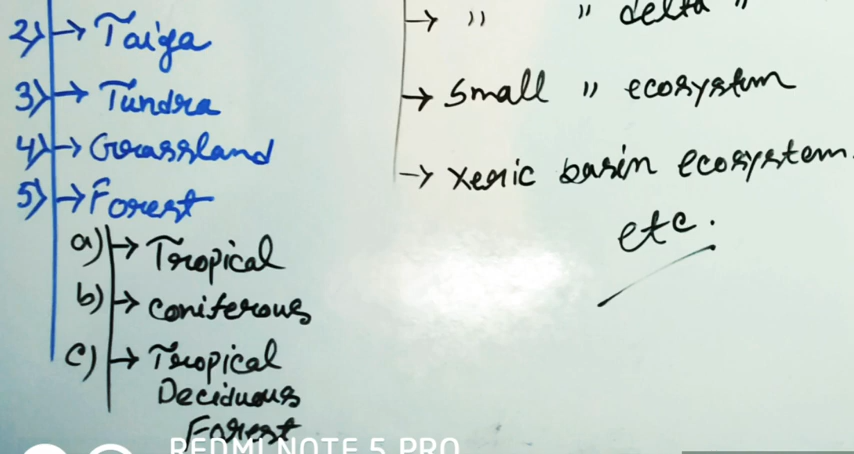 2) → Taiga
3) → Tundra
4) → Grassland
5) → Forest
a) → Tropical
b) → Coniferous
c) → Tropical
Deciduous
Forest
→ " " delta "
→ Small " ecosystem
→ Xeric basin ecosystem.
etc.
REDMI NOTE 5 PRO